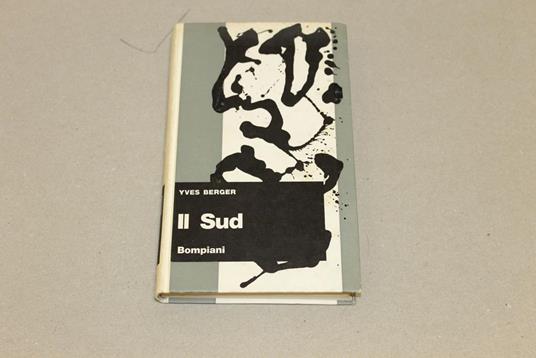 YVES BERGER
Il Sud
Bompiani